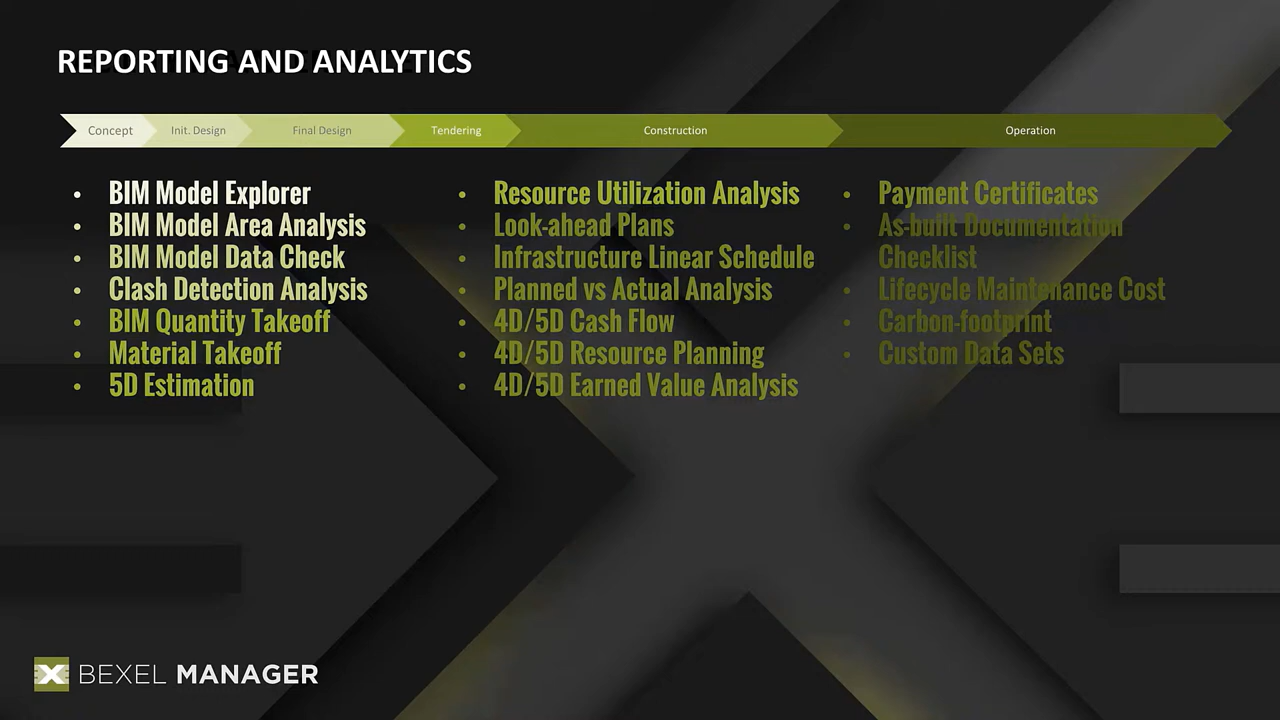 REPORTING AND ANALYTICS
Concept
Init. Design
Final Design
Tendering
Construction
Operation
• BIM Model Explorer
• BIM Model Area Analysis
• BIM Model Data Check
• Clash Detection Analysis
• BIM Quantity Takeoff
• Material Takeoff
• 5D Estimation
• Resource Utilization Analysis
• Look-ahead Plans
• Infrastructure Linear Schedule
• Planned vs Actual Analysis
• 4D/5D Cash Flow
• 4D/5D Resource Planning
• 4D/5D Earned Value Analysis
• Payment Certificates
• As-built Documentation
Checklist
• Lifecycle Maintenance Cost
• Carbon-footprint
• Custom Data Sets
BEXEL MANAGER